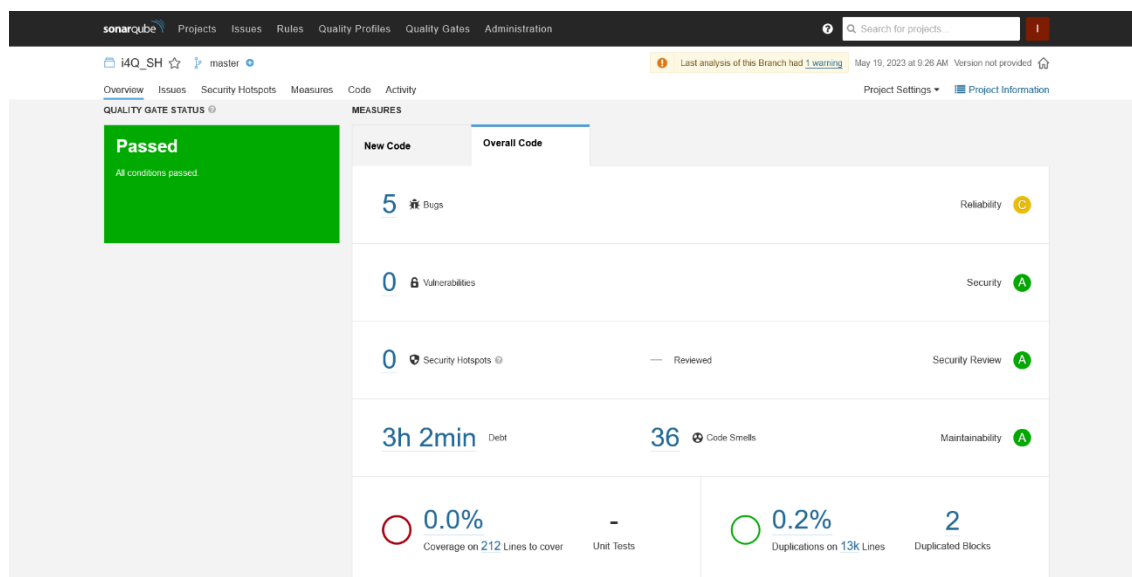 sonarqube Projects Issues Rules Quality Profiles Quality Gates Administration ? Search for projects... I
i4Q_SH master Last analysis of this Branch had 1 warning May 19, 2023 at 9:26 AM Version not provided
Overview Issues Security Hotspots Measures Code Activity Project Settings Project Information
QUALITY GATE STATUS MEASURES
Passed
All conditions passed.
New Code Overall Code
5 Bugs Reliability C
0 Vulnerabilities Security A
0 Security Hotspots — Reviewed Security Review A
3h 2min Debt 36 Code Smells Maintainability A
0.0% - 0.2% 2
Coverage on 212 Lines to cover Unit Tests Duplications on 13k Lines Duplicated Blocks